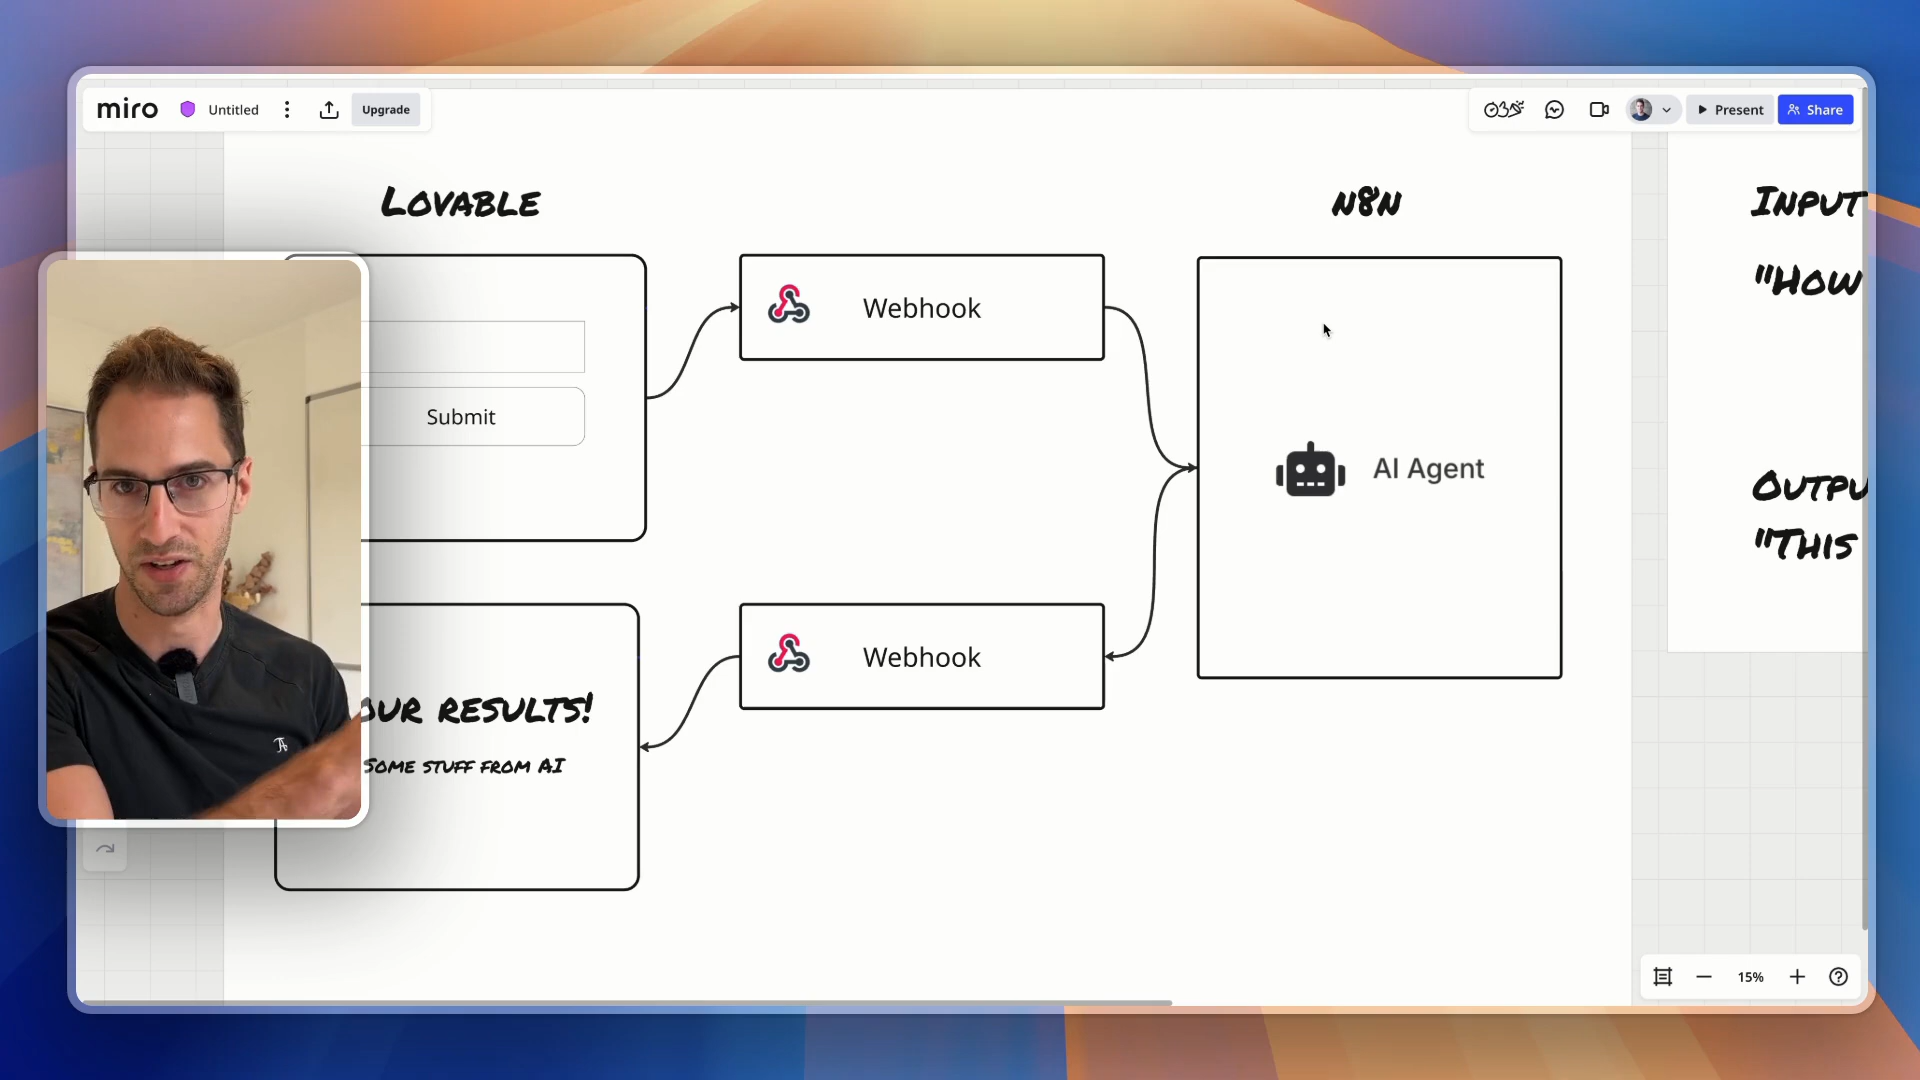 miro
Untitled
Upgrade
Present
Share
LOVABLE
N8N
INPUT
"HOW
Webhook
Submit
AI Agent
OUTPU
"THIS
Webhook
OUR RESULTS!
SOME STUFF FROM AI
15%